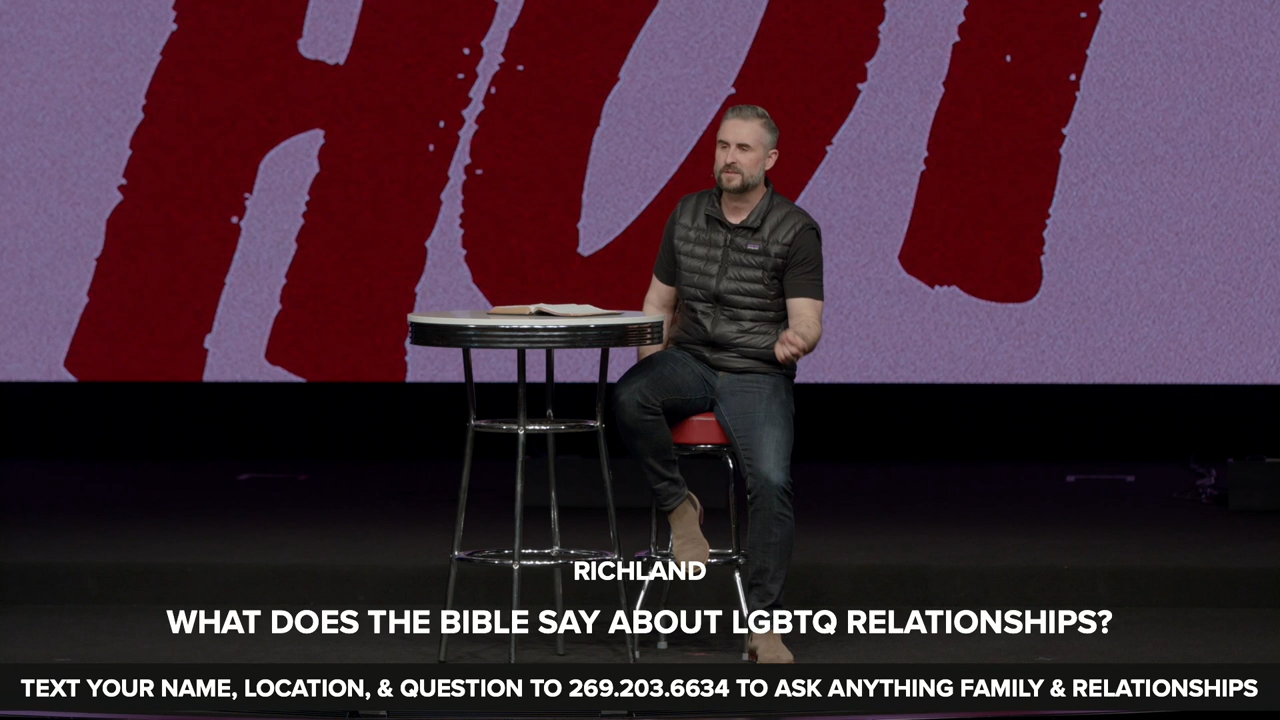 RICHLAND
WHAT DOES THE BIBLE SAY ABOUT LGBTQ RELATIONSHIPS?
TEXT YOUR NAME, LOCATION, & QUESTION TO 269.203.6634 TO ASK ANYTHING FAMILY & RELATIONSHIPS